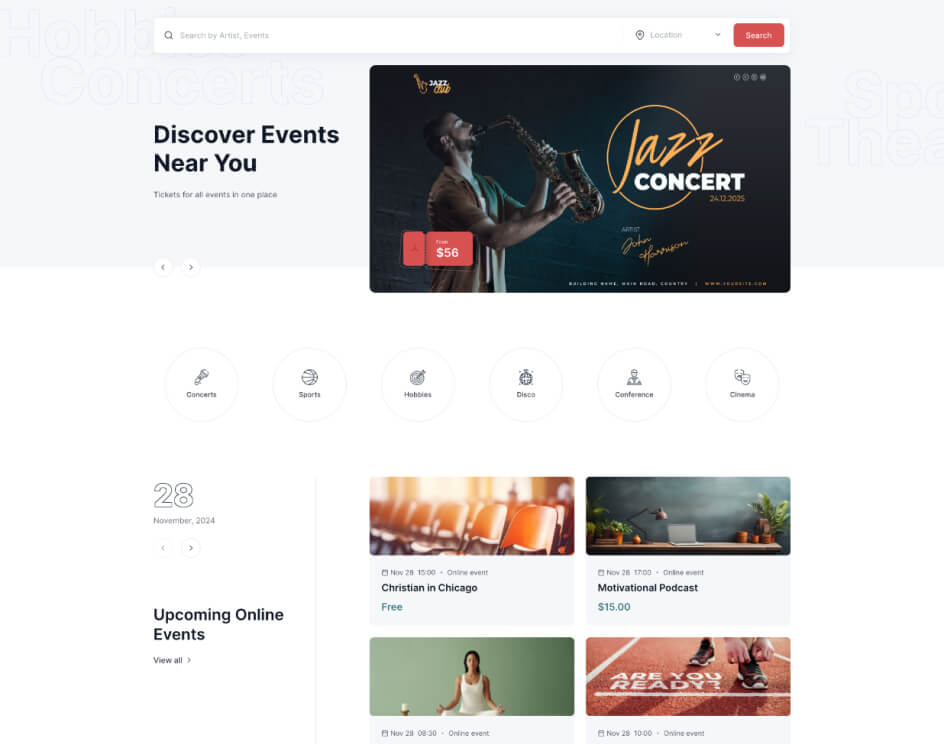 Hobbi
Concerts
Spe
Thea
Search by Artist, Events
Location
Search
Discover Events
Near You
Tickets for all events in one place
JAZZ
Club
Jazz
CONCERT
24.12.2025
ARTIST
John
Harrison
From
$56
BUILDING NAME, MAIN ROAD, COUNTRY | WWW.YOURSITE.COM
Concerts
Sports
Hobbies
Disco
Conference
Cinema
28
November, 2024
Upcoming Online
Events
View all
Nov 28 15:00 • Online event
Christian in Chicago
Free
Nov 28 17:00 • Online event
Motivational Podcast
$15.00
Nov 28 08:30 • Online event
ARE YOU
READY?
Nov 28 10:00 • Online event